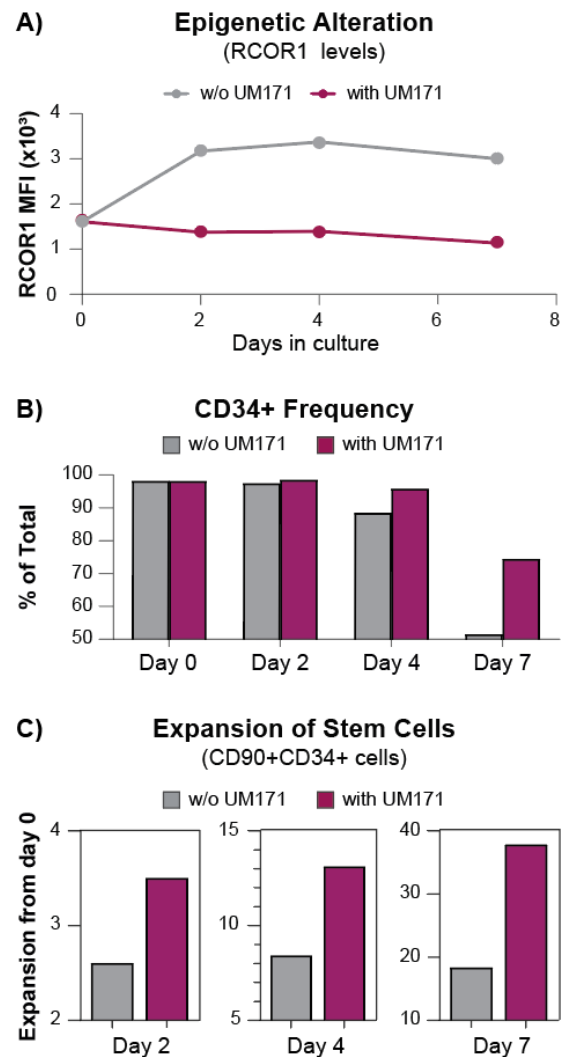 A) Epigenetic Alteration
(RCOR1 levels)
w/o UM171 with UM171
RCOR1 MFI (x10³)
4
3
2
1
0
0 2 4 6 8
Days in culture
B) CD34+ Frequency
w/o UM171 with UM171
% of Total
100
90
80
70
60
50
Day 0 Day 2 Day 4 Day 7
C) Expansion of Stem Cells
(CD90+CD34+ cells)
w/o UM171 with UM171
Expansion from day 0
4
3
2
15
13
10
8
5
40
30
20
10
Day 2 Day 4 Day 7